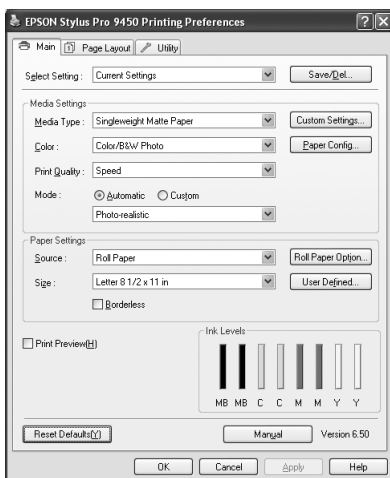 EPSON Stylus Pro 9450 Printing Preferences
Main Page Layout Utility
Select Setting : Current Settings Save/Del...
Media Settings
Media Type : Singleweight Matte Paper Custom Settings...
Color : Color/B&W Photo Paper Config...
Print Quality : Speed
Mode : Automatic Custom
Photo-realistic
Paper Settings
Source : Roll Paper Roll Paper Option...
Size : Letter 8 1/2 x 11 in User Defined...
Borderless
Print Preview(H)
Ink Levels
MB MB C C M M Y Y
Reset Defaults(Y) Manual Version 6.50
OK Cancel Apply Help